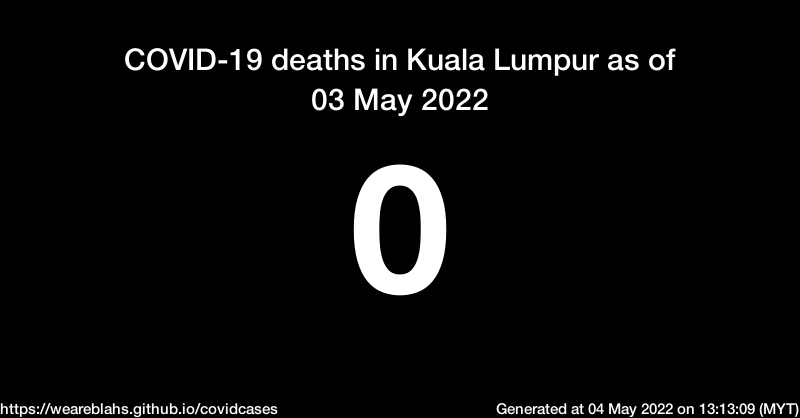 COVID-19 deaths in Kuala Lumpur as of
03 May 2022
0
https://weareblahs.github.io/covidcases
Generated at 04 May 2022 on 13:13:09 (MYT)